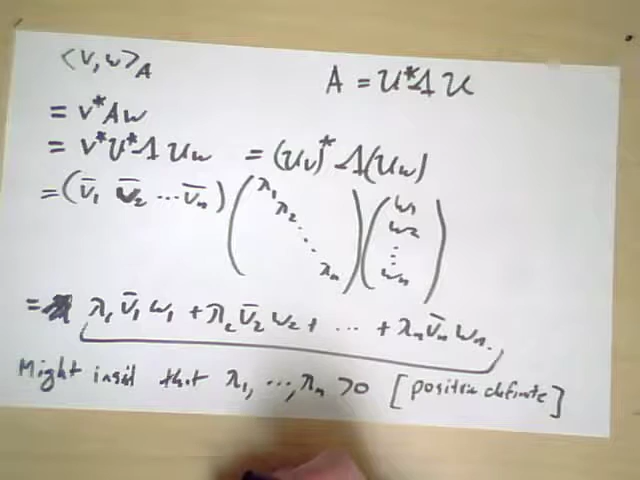 ⟨v, w⟩_A    A = U*ΛU
= v*Aw
= v*U*ΛUw = (Uv)*Λ(Uw)
= (v̄₁ v̄₂ ... v̄ₙ) (λ₁ λ₂ ⋱ λₙ) (w₁ w₂ ⋮ wₙ)
= λ₁v̄₁w₁ + λ₂v̄₂w₂ + ... + λₙv̄ₙwₙ.
Might insit that λ₁, ..., λₙ > 0 [positive definite]